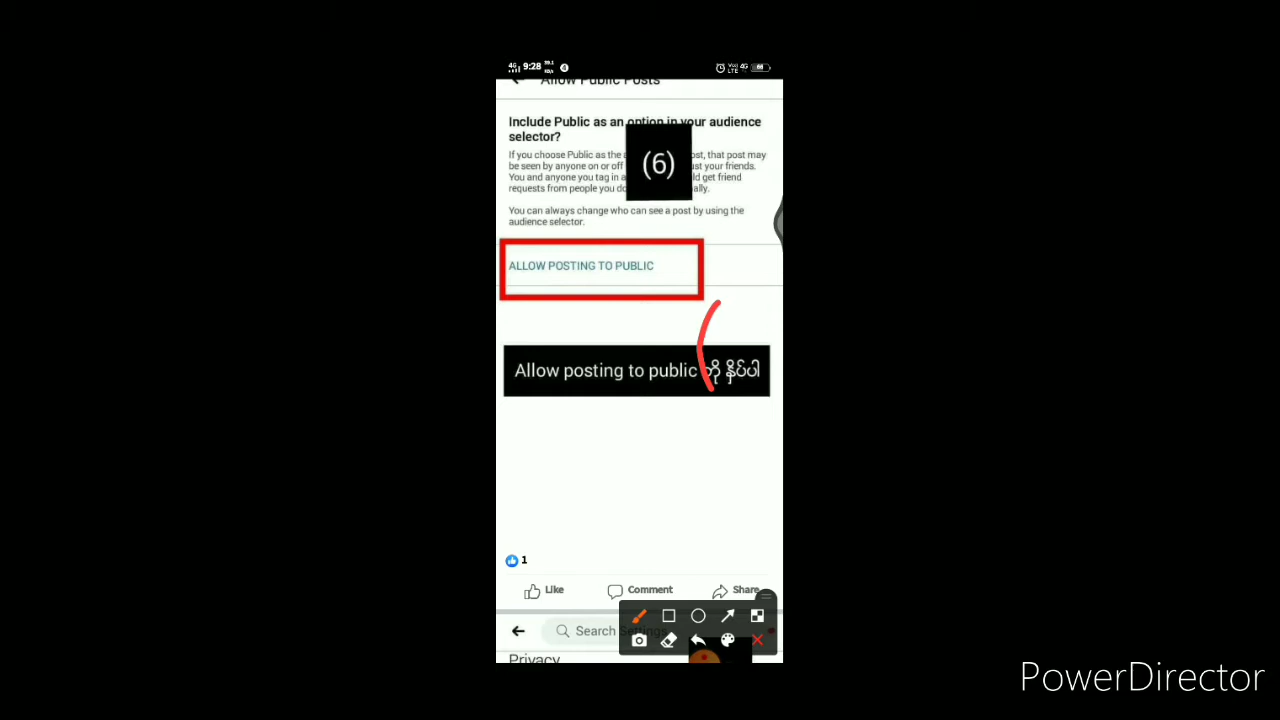 4G 9:28
Allow Public Posts
Include Public as an option in your audience
selector?
(6)
If you choose Public as the ost, that post may
be seen by anyone on or off ust your friends.
You and anyone you tag in a ld get friend
requests from people you do ally.
You can always change who can see a post by using the
audience selector.
ALLOW POSTING TO PUBLIC
Allow posting to public ကို နှိပ်ပါ
1
Like Comment Share
Search Settings
Privacy
PowerDirector